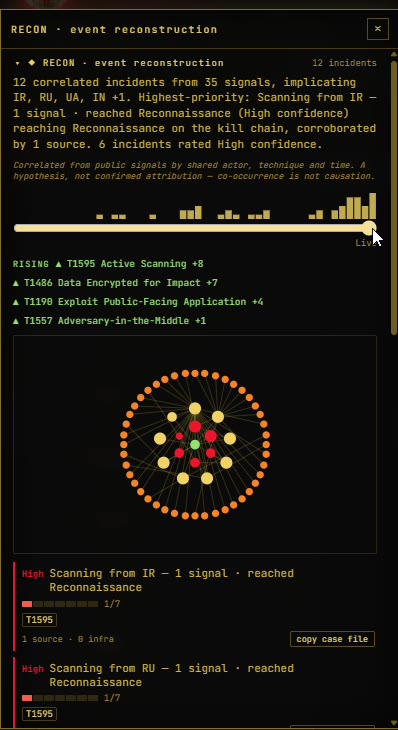 RECON · event reconstruction ×
▾ ◆ RECON · event reconstruction 12 incidents
12 correlated incidents from 35 signals, implicating
IR, RU, UA, IN +1. Highest-priority: Scanning from IR —
1 signal · reached Reconnaissance (High confidence)
reaching Reconnaissance on the kill chain, corroborated
by 1 source. 6 incidents rated High confidence.
Correlated from public signals by shared actor, technique and time. A
hypothesis, not confirmed attribution — co-occurrence is not causation.
Live
RISING ▲ T1595 Active Scanning +8
▲ T1486 Data Encrypted for Impact +7
▲ T1190 Exploit Public-Facing Application +4
▲ T1557 Adversary-in-the-Middle +1
High Scanning from IR — 1 signal · reached
Reconnaissance
1/7
T1595
1 source · 0 infra copy case file
High Scanning from RU — 1 signal · reached
Reconnaissance
1/7
T1595